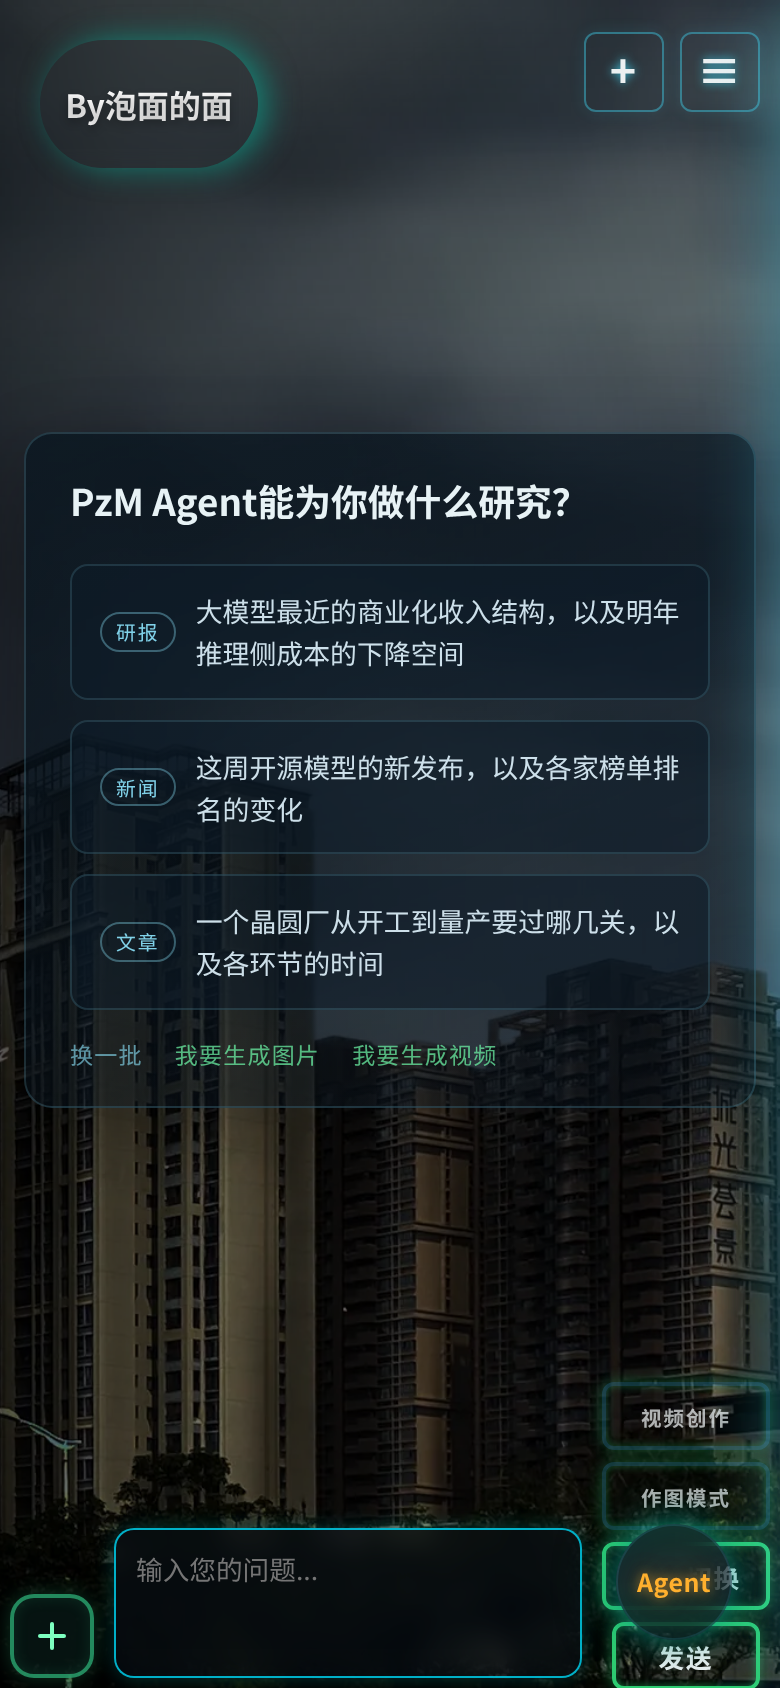 By泡面的面
PzM Agent能为你做什么研究？
研报
大模型最近的商业化收入结构，以及明年
推理侧成本的下降空间
新闻
这周开源模型的新发布，以及各家榜单排
名的变化
文章
一个晶圆厂从开工到量产要过哪几关，以
及各环节的时间
换一批 我要生成图片 我要生成视频
光
荟
景
视频创作
作图模式
Agent
换
输入您的问题...
发送